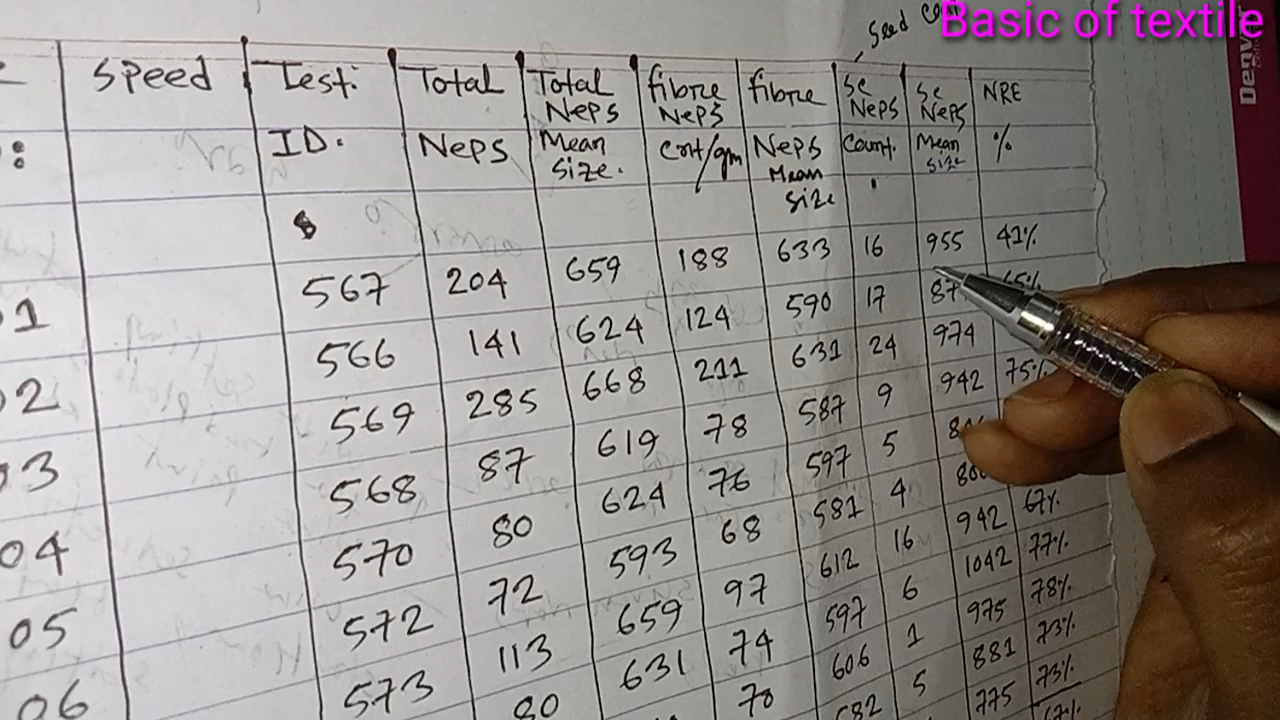 Basic of textile
Seed
Speed Test. Total Total fibre fibre Sc Sc NRE
Neps Neps Neps Neps
: ID. Neps Mean Cnt/gm Neps Count. Mean %
size. Mean size
size
1 567 204 659 188 633 16 955 41%
2 566 141 624 124 590 17 87 65%
3 569 285 668 211 631 24 974
04 568 87 619 78 587 9 942 75%
05 570 80 624 76 597 5
06 572 72 593 68 581 4
573 113 659 97 612 16 942 67%
80 631 74 597 6 1042 77%
70 606 1 975 78%
582 5 881 73%
775 73%
67%
Denv